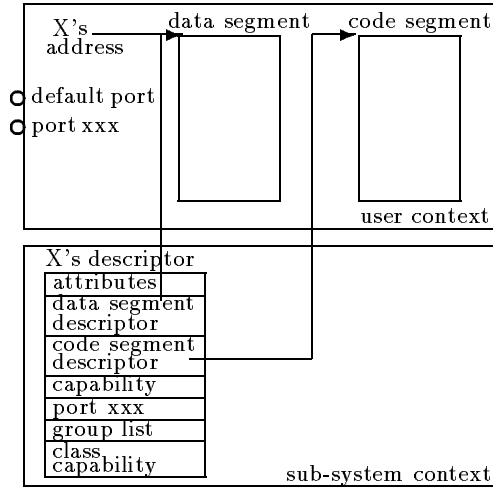 X's
address
data segment
code segment
default port
port xxx
user context
X's descriptor
attributes
data segment
descriptor
code segment
descriptor
capability
port xxx
group list
class
capability
sub-system context